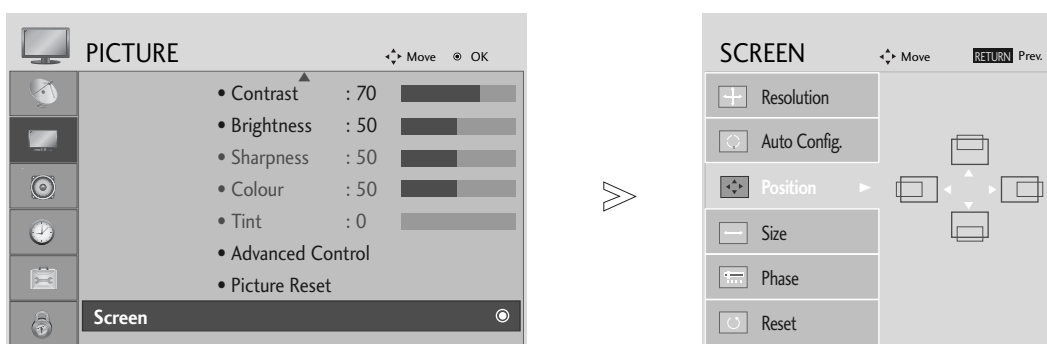 PICTURE Move OK
• Contrast : 70
• Brightness : 50
• Sharpness : 50
• Colour : 50
• Tint : 0
• Advanced Control
• Picture Reset
Screen
SCREEN Move RETURN Prev.
Resolution
Auto Config.
Position
Size
Phase
Reset